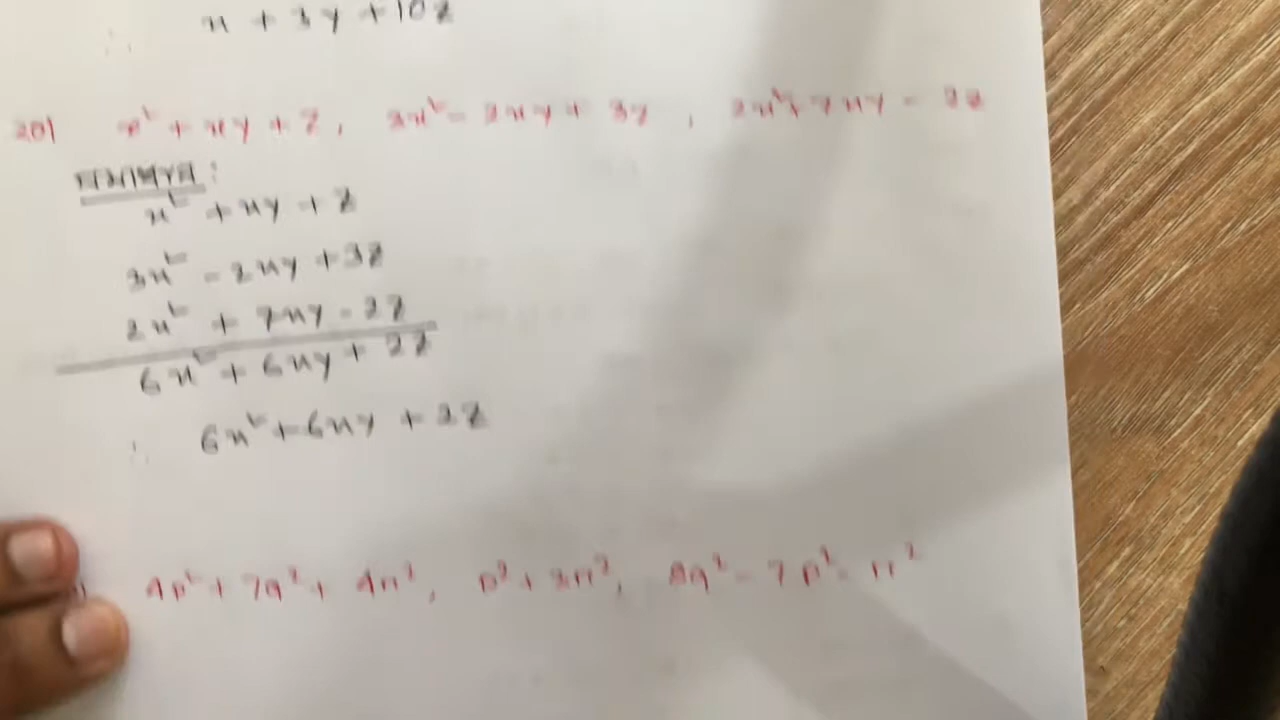 ∴ x + 3y + 10z
20) x² + xy + z, 3x² - 2xy + 3z, 2x² + 7xy - 2z
x² + xy + z
3x² - 2xy + 3z
2x² + 7xy - 2z
6x² + 6xy + 2z
∴ 6x² + 6xy + 2z
4p² + 7q² + 4r², p² + 3r², 8q² - 7p² - r²